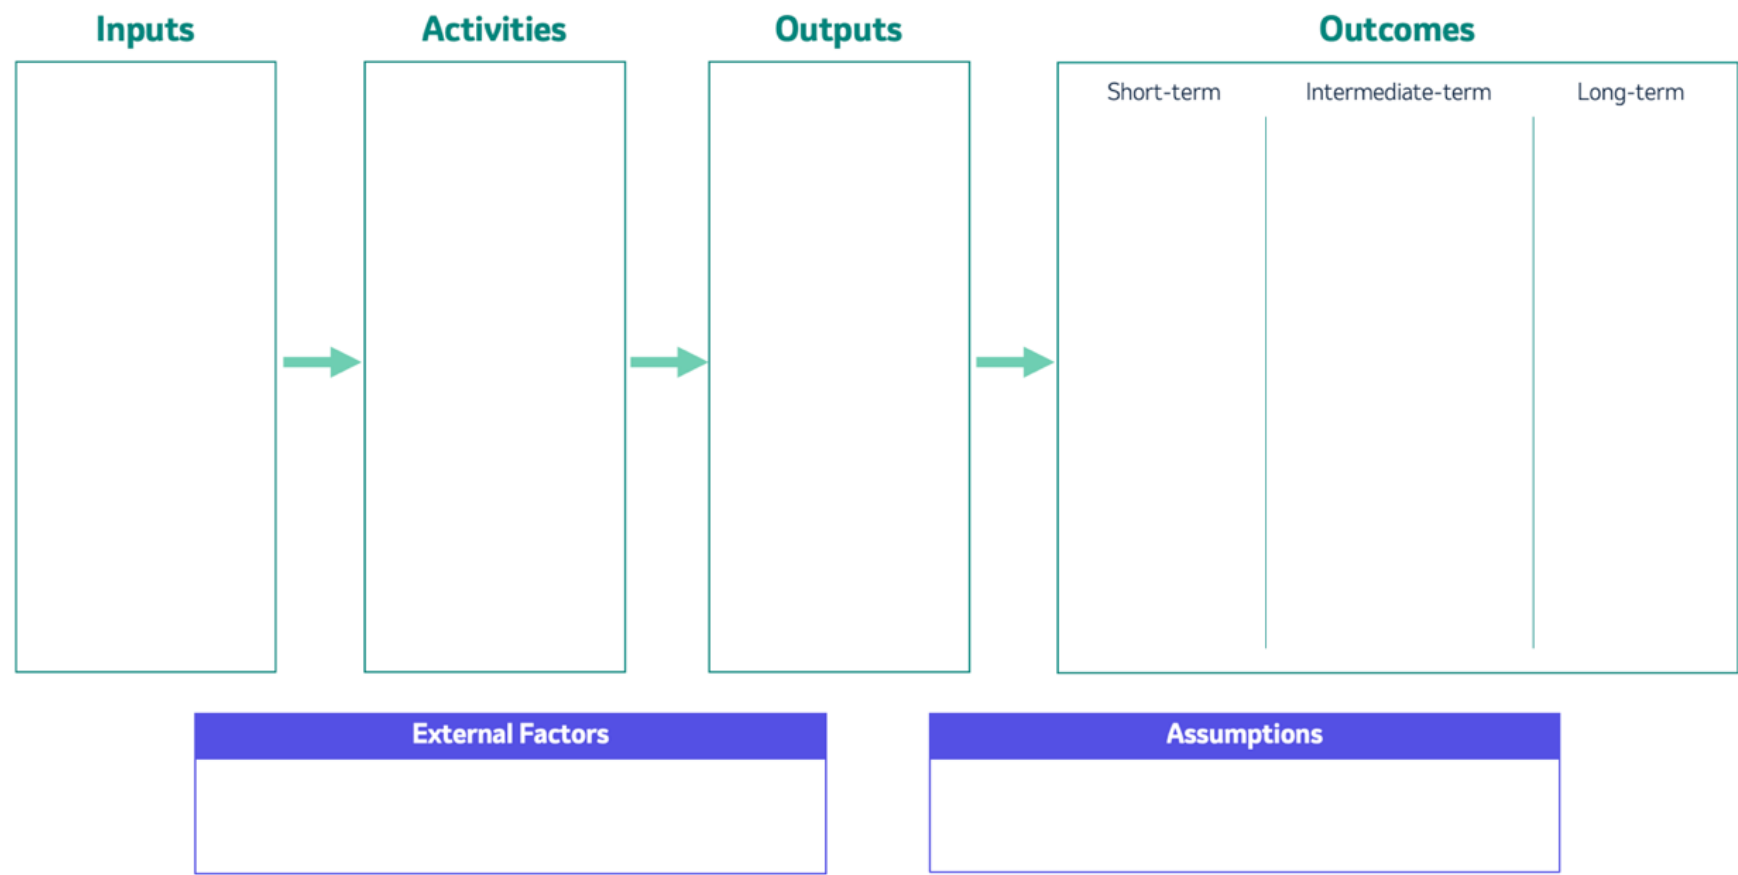 Inputs
Activities
Outputs
Outcomes
Short-term
Intermediate-term
Long-term
External Factors
Assumptions